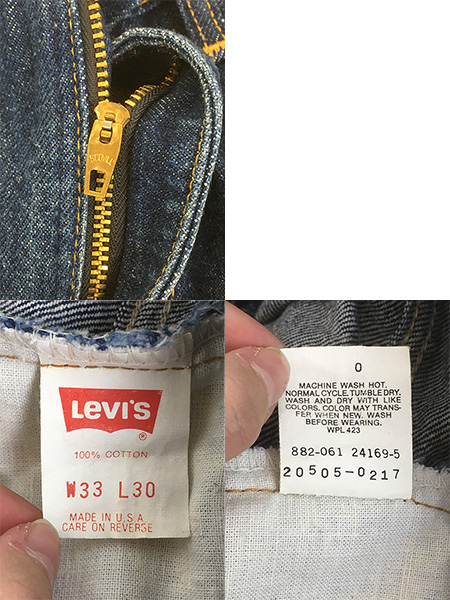 SCOVILL
LEVI'S
®
100% COTTON
W33 L30
MADE IN U.S.A
CARE ON REVERSE
O
MACHINE WASH HOT.
NORMAL CYCLE. TUMBLE DRY.
WASH AND DRY WITH LIKE
COLORS. COLOR MAY TRANS-
FER WHEN NEW. WASH
BEFORE WEARING.
WPL 423
882-061 24169-5
20505-0217